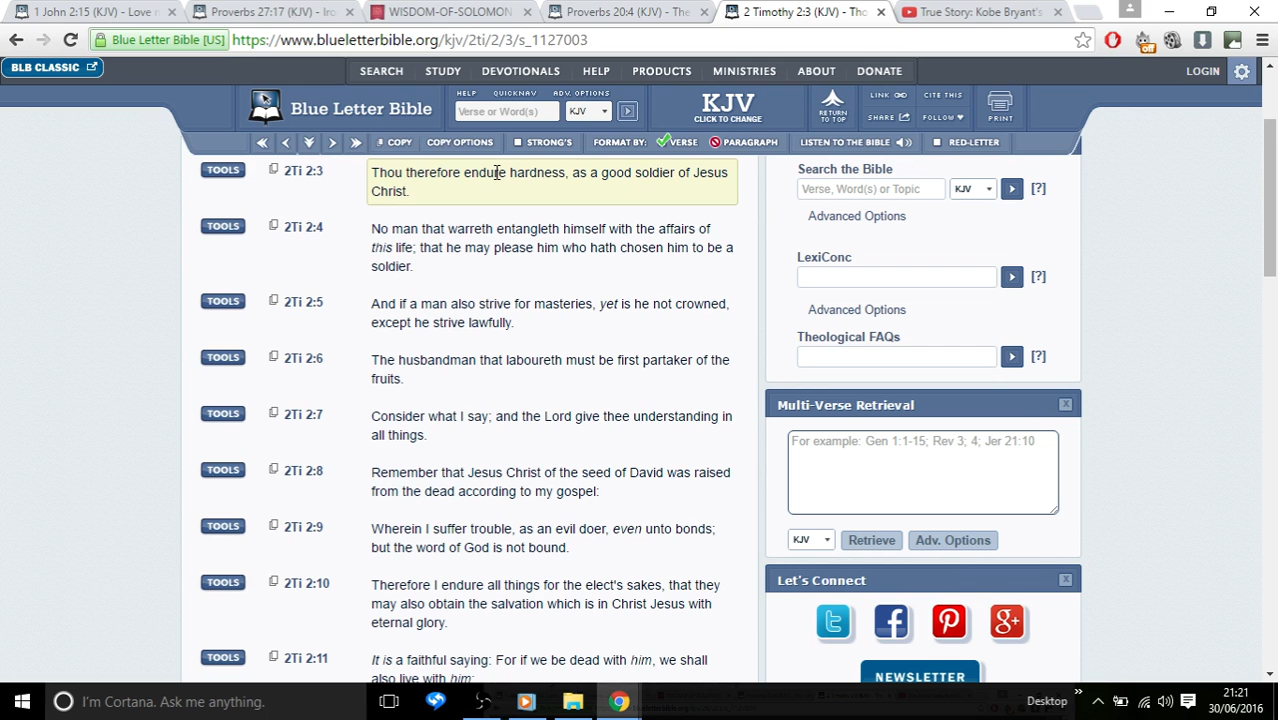 1 John 2:15 (KJV) - Love n
Proverbs 27:17 (KJV) - Iro
WISDOM-OF-SOLOMON
Proverbs 20:4 (KJV) - The
2 Timothy 2:3 (KJV) - Tho
True Story: Kobe Bryant's
Blue Letter Bible [US]
https://www.blueletterbible.org/kjv/2ti/2/3/s_1127003
off
BLB CLASSIC
SEARCH STUDY DEVOTIONALS HELP PRODUCTS MINISTRIES ABOUT DONATE LOGIN
Blue Letter Bible
HELP QUICKNAV ADV. OPTIONS
Verse or Word(s) KJV
KJV
CLICK TO CHANGE
RETURN
TO TOP
LINK CITE THIS
SHARE FOLLOW
PRINT
COPY COPY OPTIONS STRONG'S FORMAT BY: VERSE PARAGRAPH LISTEN TO THE BIBLE RED-LETTER
TOOLS 2Ti 2:3 Thou therefore endure hardness, as a good soldier of Jesus
Christ.
TOOLS 2Ti 2:4 No man that warreth entangleth himself with the affairs of
this life; that he may please him who hath chosen him to be a
soldier.
TOOLS 2Ti 2:5 And if a man also strive for masteries, yet is he not crowned,
except he strive lawfully.
TOOLS 2Ti 2:6 The husbandman that laboureth must be first partaker of the
fruits.
TOOLS 2Ti 2:7 Consider what I say; and the Lord give thee understanding in
all things.
TOOLS 2Ti 2:8 Remember that Jesus Christ of the seed of David was raised
from the dead according to my gospel:
TOOLS 2Ti 2:9 Wherein I suffer trouble, as an evil doer, even unto bonds;
but the word of God is not bound.
TOOLS 2Ti 2:10 Therefore I endure all things for the elect's sakes, that they
may also obtain the salvation which is in Christ Jesus with
eternal glory.
TOOLS 2Ti 2:11 It is a faithful saying: For if we be dead with him, we shall
also live with him:
Search the Bible
Verse, Word(s) or Topic KJV [?]
Advanced Options
LexiConc
[?]
Advanced Options
Theological FAQs
[?]
Multi-Verse Retrieval X
For example: Gen 1:1-15; Rev 3; 4; Jer 21:10
KJV Retrieve Adv. Options
Let's Connect X
t f g+
NEWSLETTER
I'm Cortana. Ask me anything.
Desktop
21:21
30/06/2016